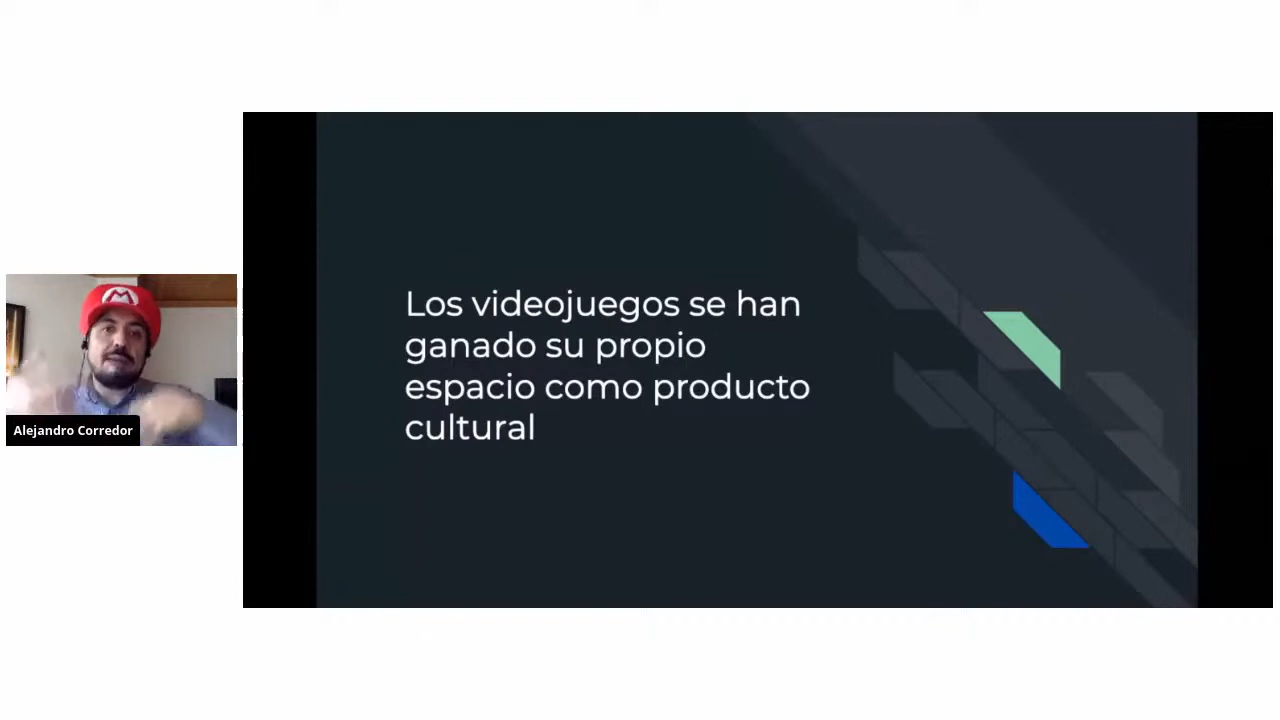 M
Alejandro Corredor
Los videojuegos se han
ganado su propio
espacio como producto
cultural